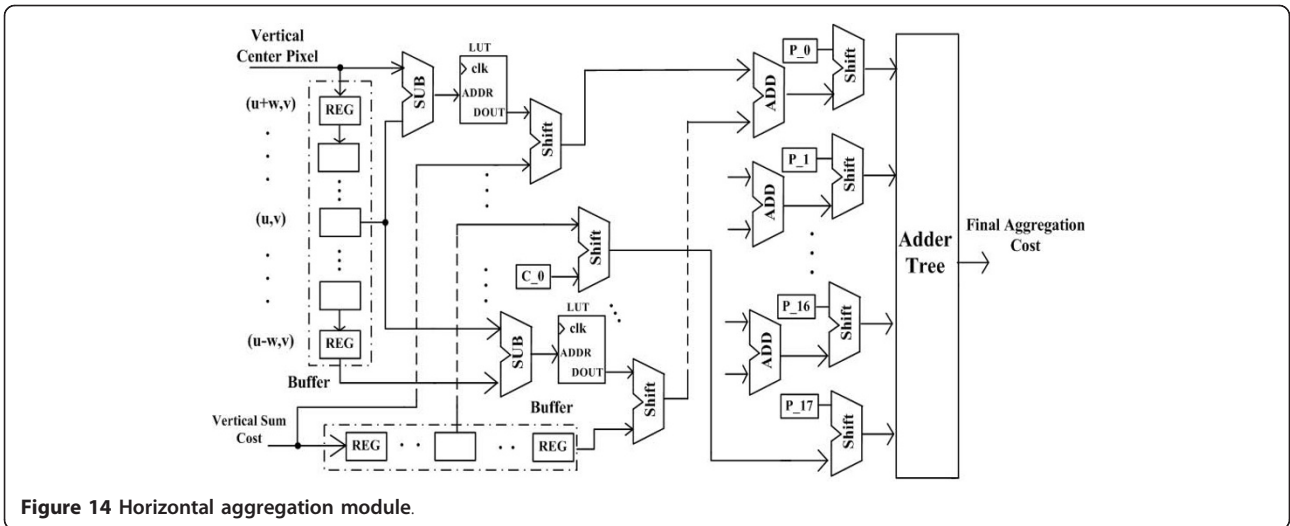 Vertical
Center Pixel
(u+w,v)
REG
(u,v)
(u-w,v)
REG
Buffer
SUB
LUT
clk
ADDR
DOUT
Shift
Shift
C_0
SUB
LUT
clk
ADDR
DOUT
Shift
Vertical Sum
Cost
Buffer
REG
REG
ADD
P_0
Shift
ADD
P_1
Shift
ADD
P_16
Shift
P_17
Shift
Adder
Tree
Final Aggregation
Cost
Figure 14 Horizontal aggregation module.